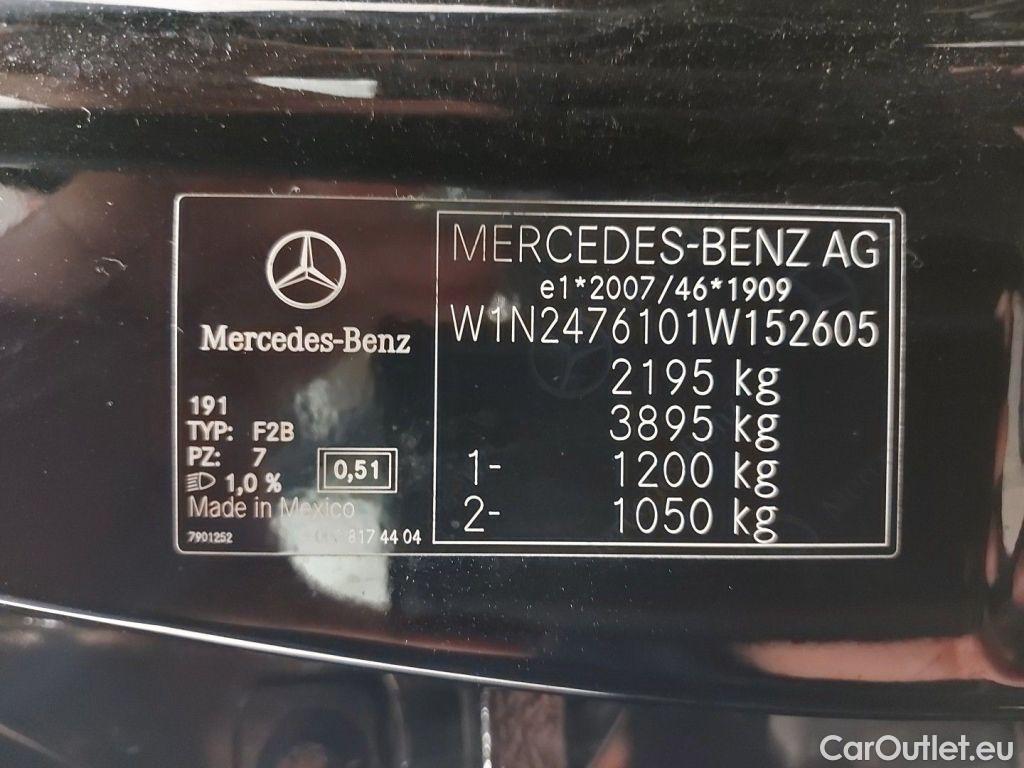 Mercedes-Benz
191
TYP: F2B
PZ: 7
1,0 %
0,51
Made in Mexico
7901252
817 44 04
MERCEDES-BENZ AG
e1*2007/46*1909
W1N2476101W152605
2195 kg
3895 kg
1- 1200 kg
2- 1050 kg
CarOutlet.eu